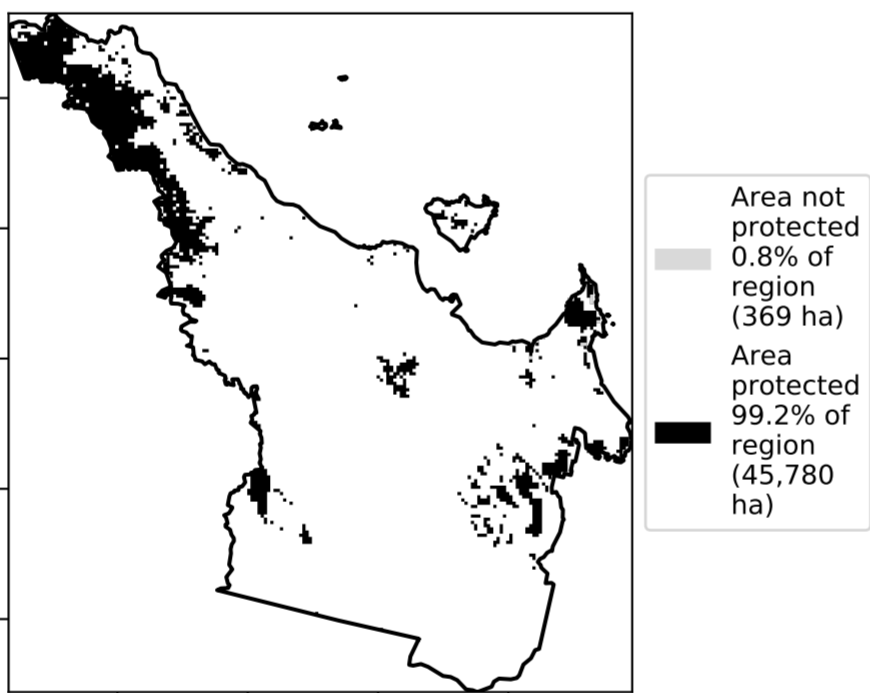 Area not
protected
0.8% of
region
(369 ha)
Area
protected
99.2% of
region
(45,780
ha)